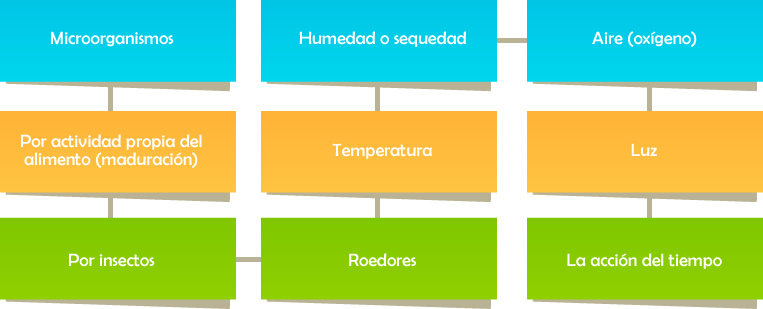 Microorganismos
Humedad o sequedad
Aire (oxígeno)
Por actividad propia del
alimento (maduración)
Temperatura
Luz
Por insectos
Roedores
La acción del tiempo